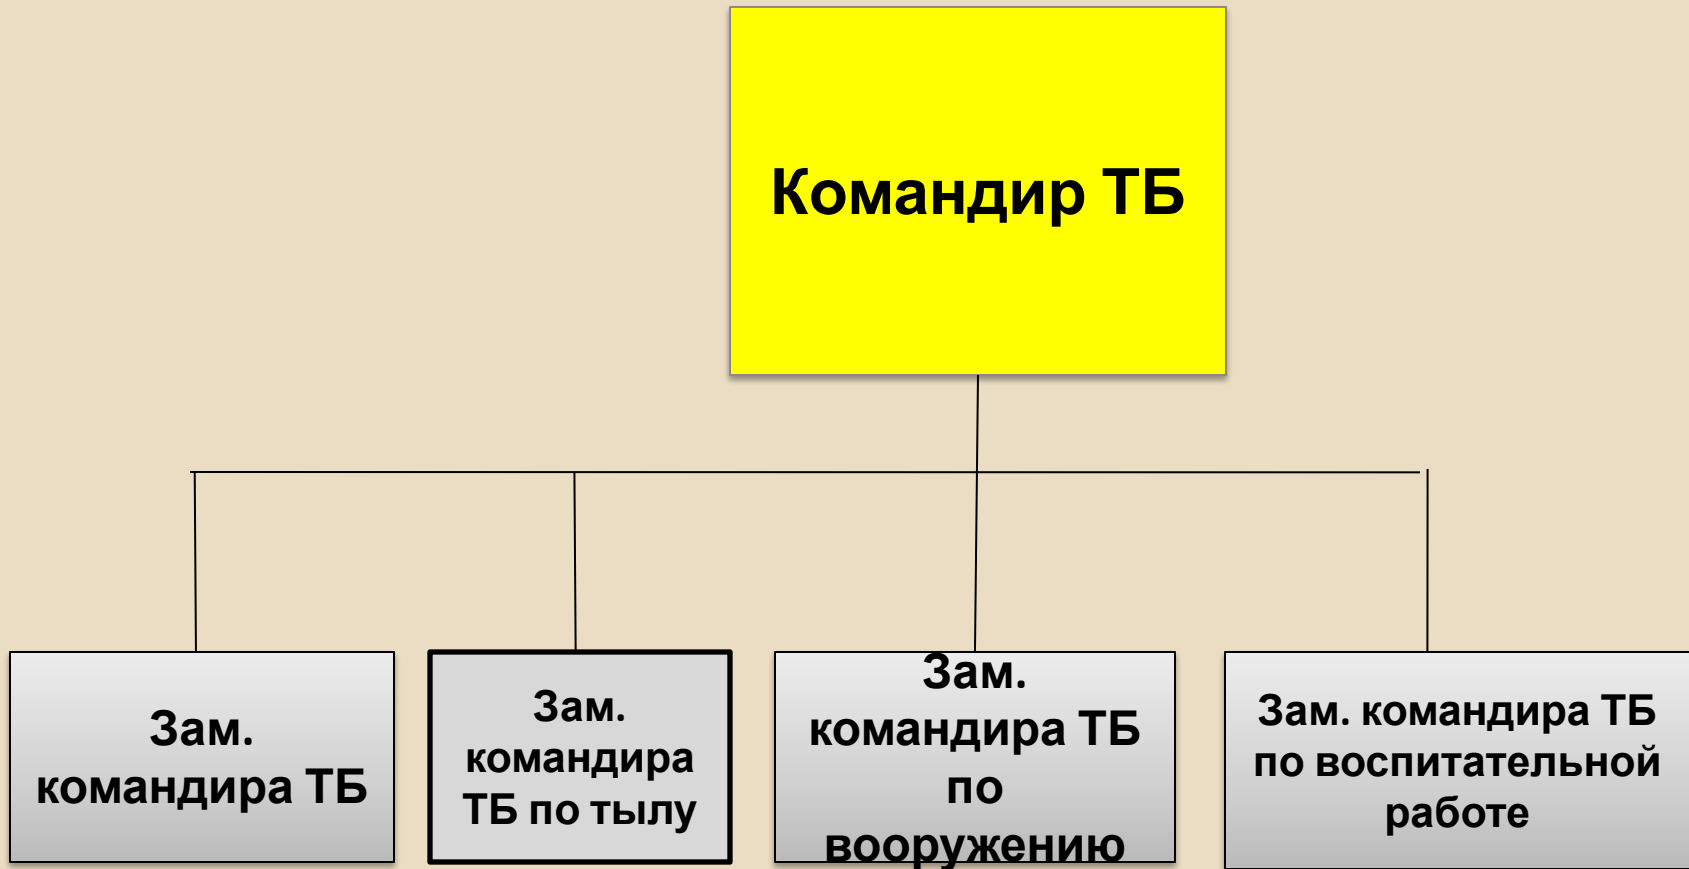 Командир ТБ
Зам.
командира ТБ
Зам.
командира
ТБ по тылу
Зам.
командира ТБ
по
вооружению
Зам. командира ТБ
по воспитательной
работе